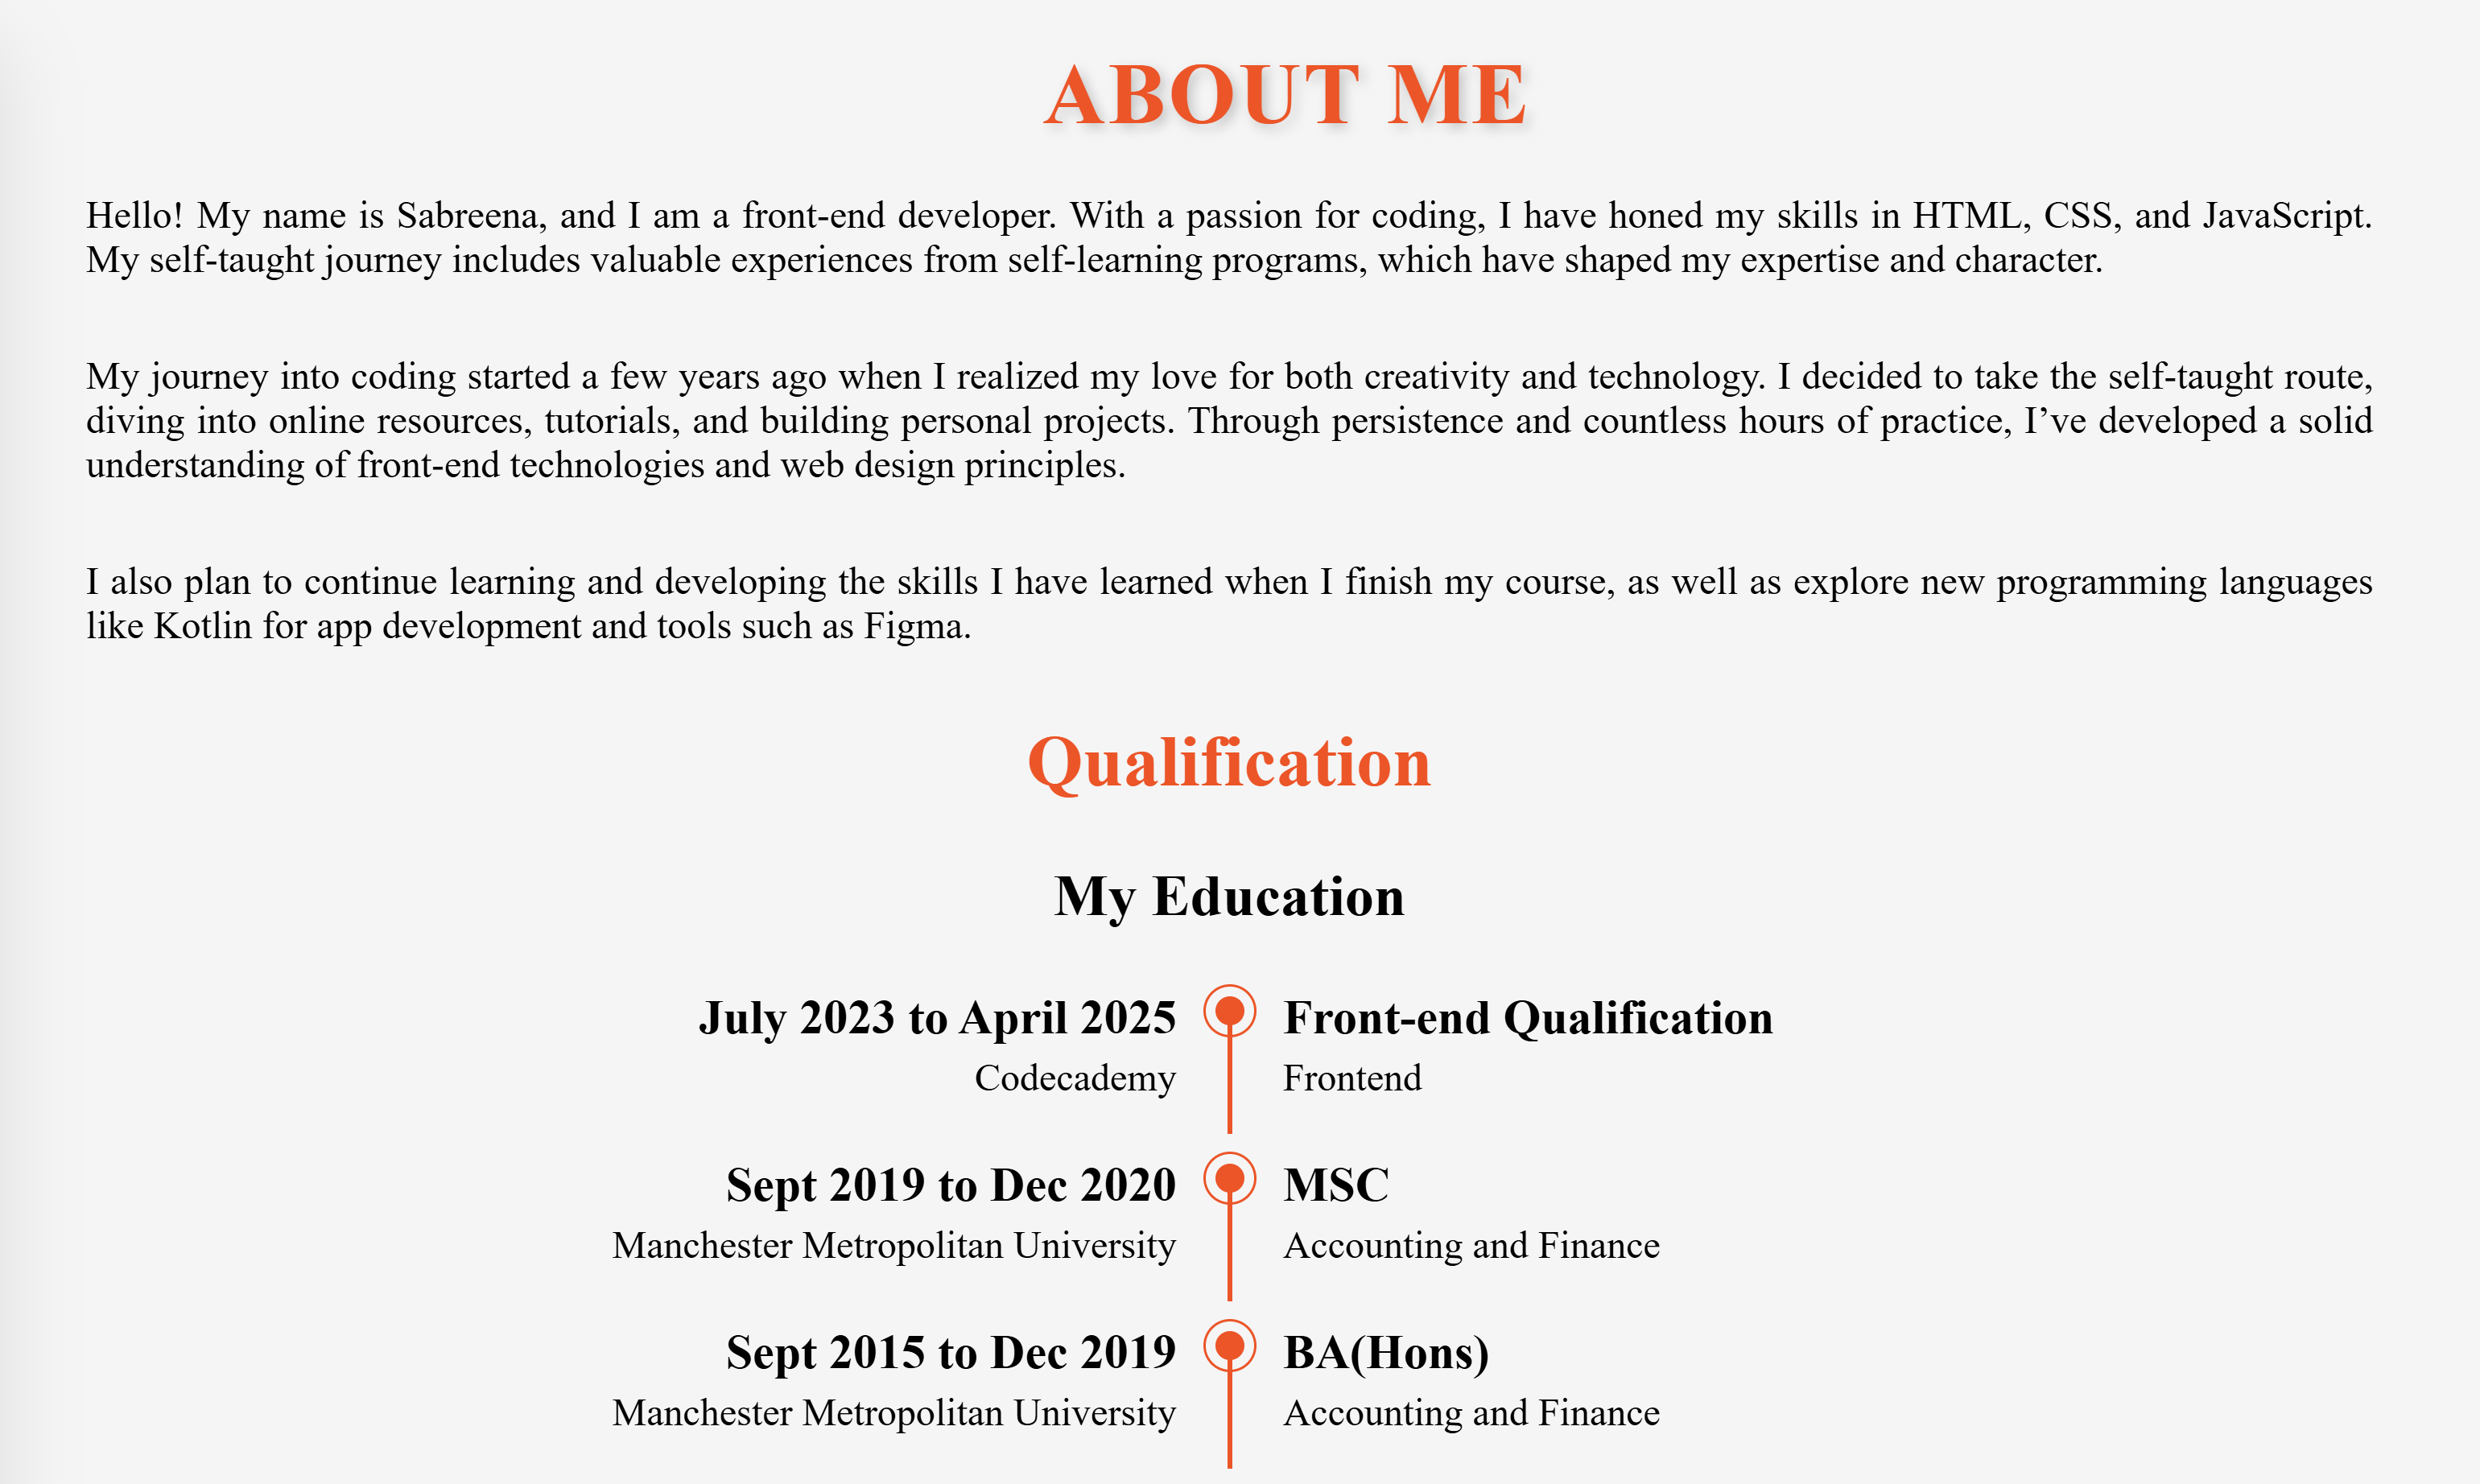 ABOUT ME
Hello! My name is Sabreena, and I am a front-end developer. With a passion for coding, I have honed my skills in HTML, CSS, and JavaScript.
My self-taught journey includes valuable experiences from self-learning programs, which have shaped my expertise and character.
My journey into coding started a few years ago when I realized my love for both creativity and technology. I decided to take the self-taught route,
diving into online resources, tutorials, and building personal projects. Through persistence and countless hours of practice, I’ve developed a solid
understanding of front-end technologies and web design principles.
I also plan to continue learning and developing the skills I have learned when I finish my course, as well as explore new programming languages
like Kotlin for app development and tools such as Figma.
Qualification
My Education
July 2023 to April 2025
Codecademy
Front-end Qualification
Frontend
Sept 2019 to Dec 2020
Manchester Metropolitan University
MSC
Accounting and Finance
Sept 2015 to Dec 2019
Manchester Metropolitan University
BA(Hons)
Accounting and Finance